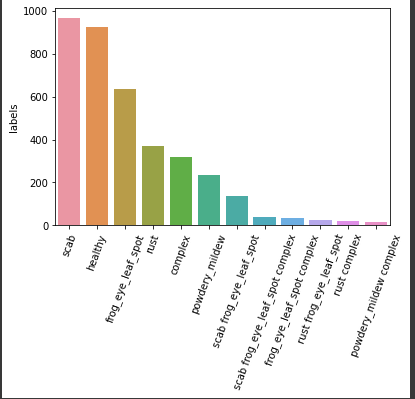 1000
800
600
400
200
0
labels
scab
healthy
frog_eye_leaf_spot
rust
complex
powdery_mildew
scab frog_eye_leaf_spot
scab frog_eye_leaf_spot complex
frog_eye_leaf_spot complex
rust frog_eye_leaf_spot
rust complex
powdery_mildew complex